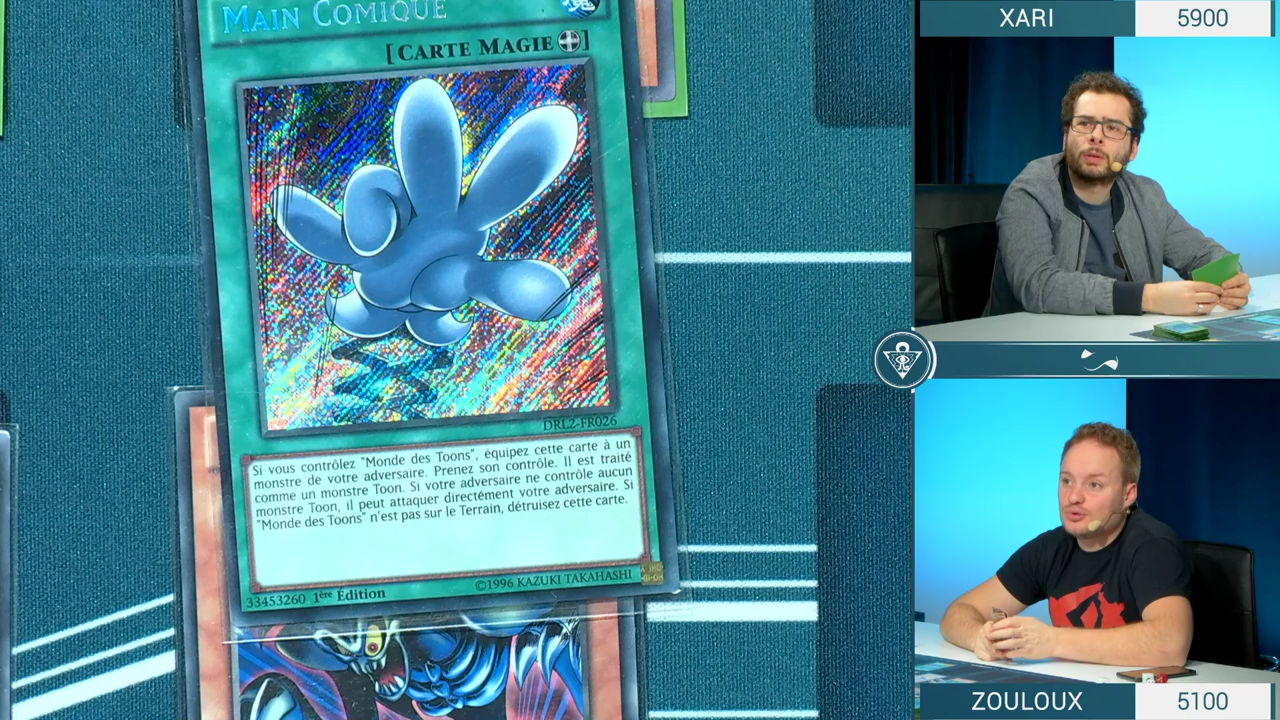 MAIN COMIQUE
[CARTE MAGIE]
DRL2-FR026
Si vous contrôlez "Monde des Toons", équipez cette carte à un
monstre de votre adversaire. Prenez son contrôle. Il est traité
comme un monstre Toon. Si votre adversaire ne contrôle aucun
monstre Toon, il peut attaquer directement votre adversaire. Si
"Monde des Toons" n'est pas sur le Terrain, détruisez cette carte.
33453260 1ère Édition
©1996 KAZUKI TAKAHASHI
XARI
5900
ZOULOUX
5100